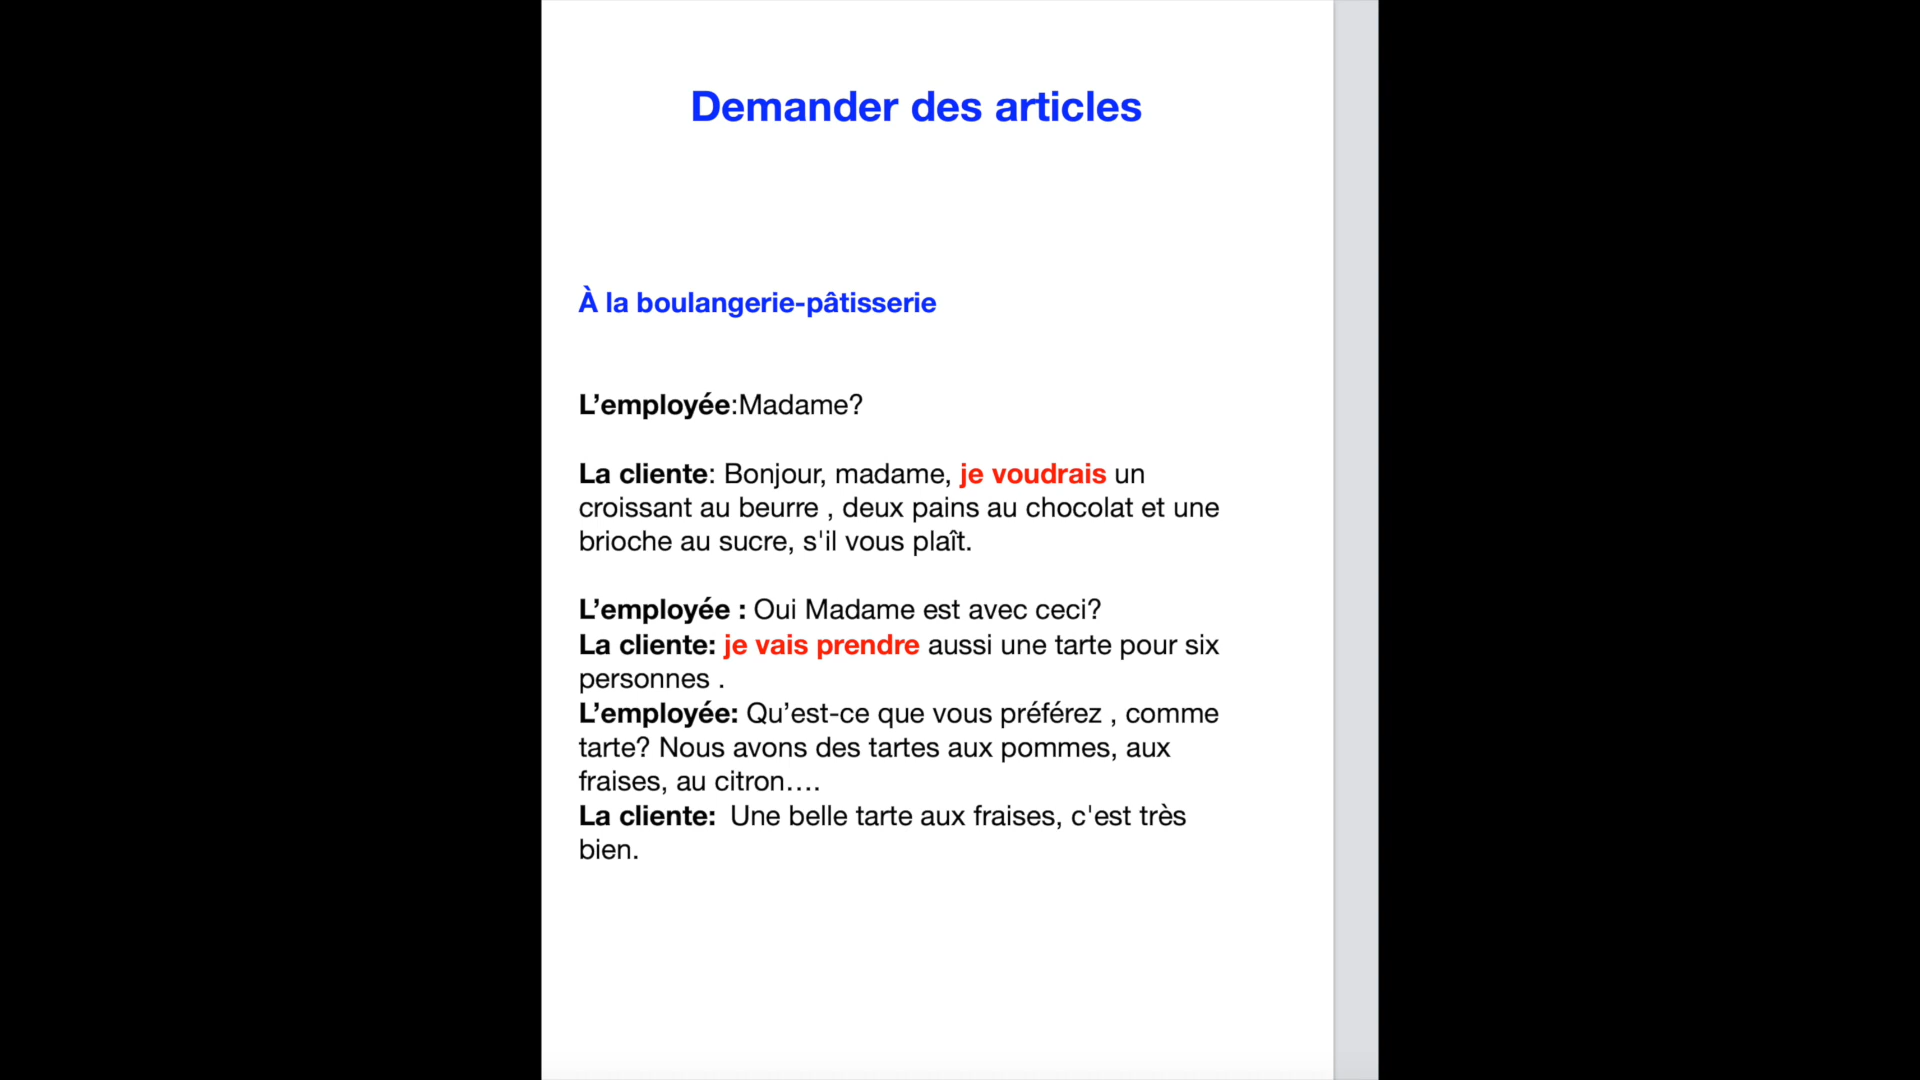 Demander des articles
À la boulangerie-pâtisserie
L’employée:Madame?
La cliente: Bonjour, madame, je voudrais un
croissant au beurre , deux pains au chocolat et une
brioche au sucre, s'il vous plaît.
L’employée : Oui Madame est avec ceci?
La cliente: je vais prendre aussi une tarte pour six
personnes .
L’employée: Qu’est-ce que vous préférez , comme
tarte? Nous avons des tartes aux pommes, aux
fraises, au citron….
La cliente:  Une belle tarte aux fraises, c'est très
bien.